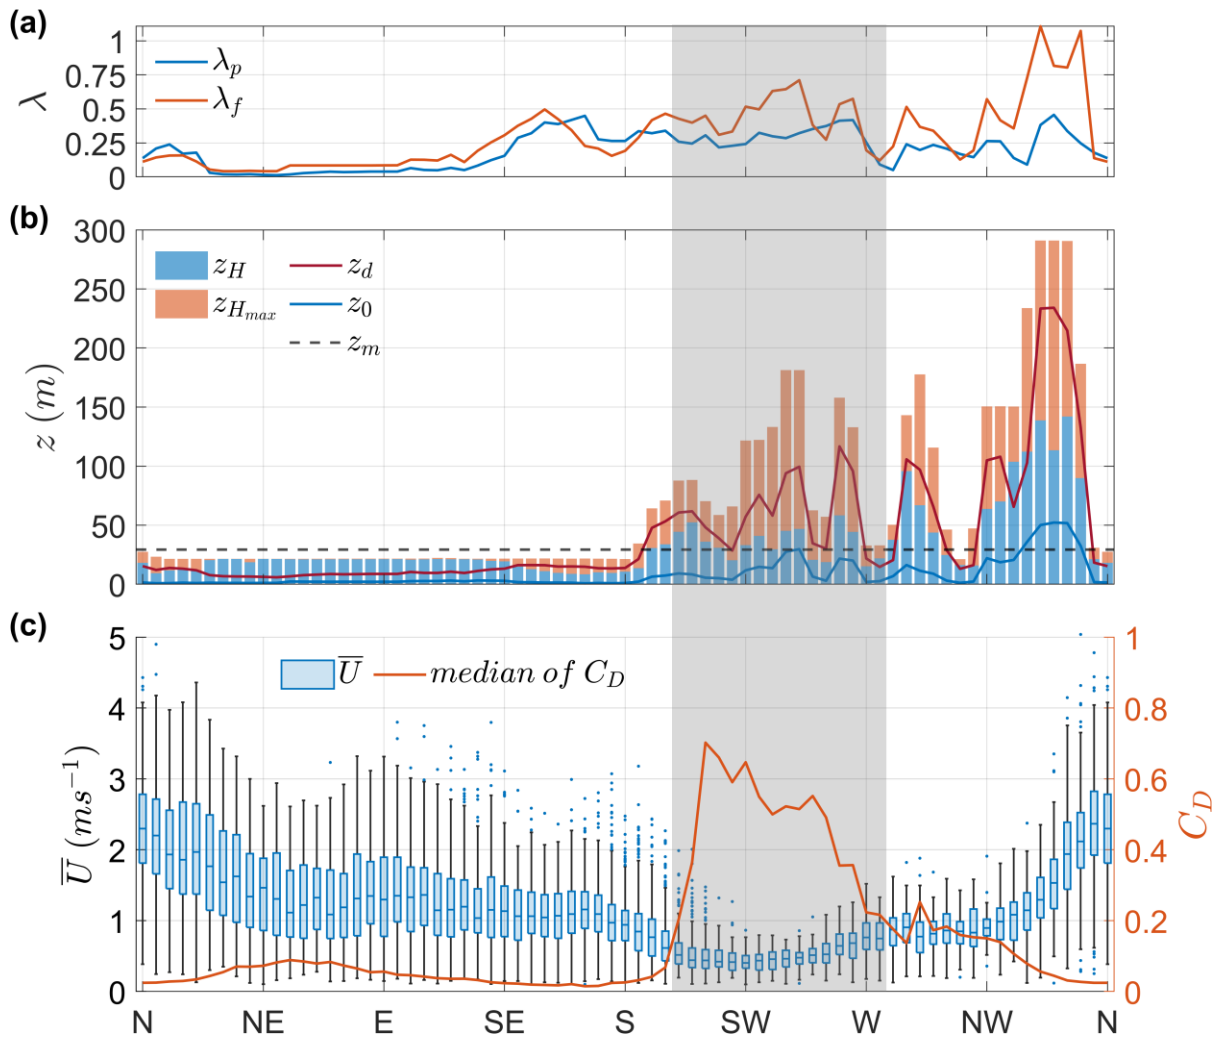 (a)
1
0.75
0.5
0.25
0
λ
λp
λf
(b)
300
250
200
150
100
50
0
z (m)
zH
zHmax
zd
z0
zm
(c)
5
4
3
2
1
0
U̅ (ms⁻¹)
U̅
median of CD
1
0.8
0.6
0.4
0.2
0
CD
N NE E SE S SW W NW N